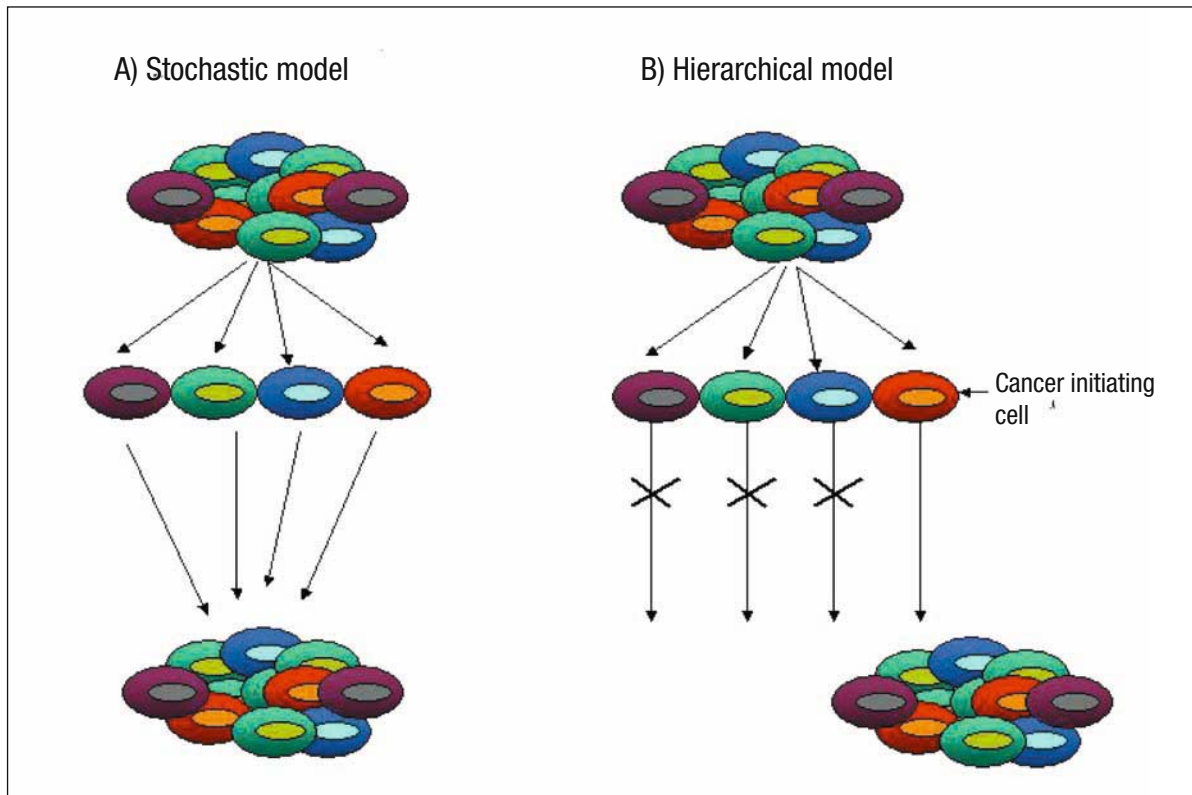 A) Stochastic model
B) Hierarchical model
Cancer initiating
cell